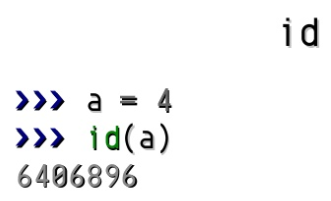 id
>>> a = 4
>>> id(a)
6406896